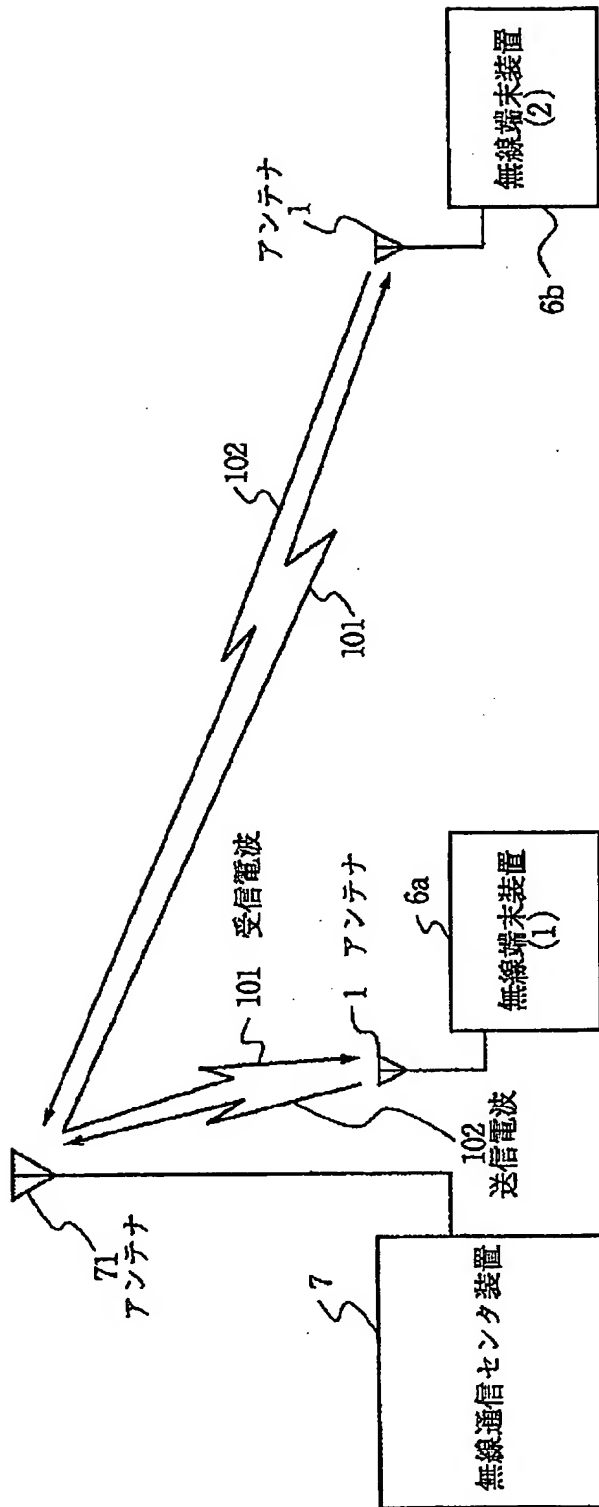 71
アンテナ
7
無線通信センタ装置
101 受信電波
1 アンテナ
102
送信電波
6a
無線端末装置
(1)
102
101
アンテナ
1
6b
無線端末装置
(2)